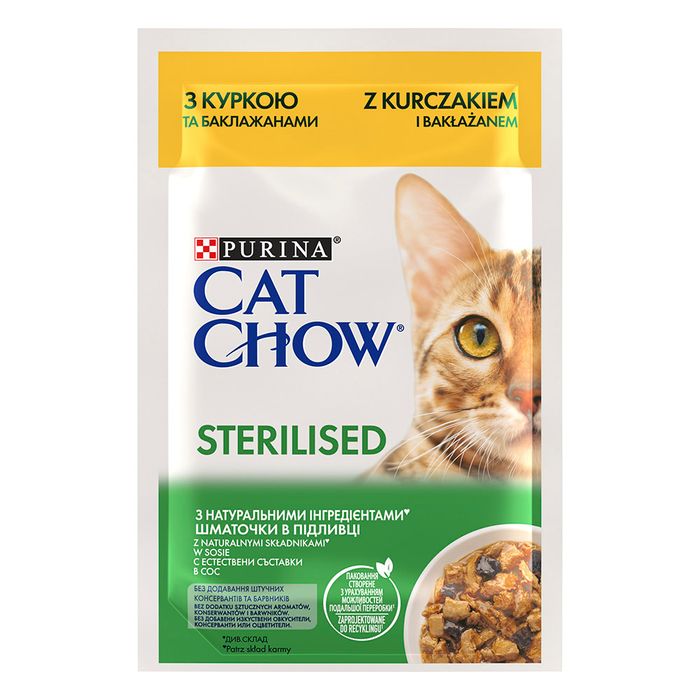 З КУРКОЮ
ТА БАКЛАЖАНАМИ
Z KURCZAKIEM
I BAKŁAŻANEM
PURINA®
CAT
CHOW®
STERILISED
З НАТУРАЛЬНИМИ ІНГРЕДІЄНТАМИ♥
ШМАТОЧКИ В ПІДЛИВЦІ
Z NATURALNYMI SKŁADNIKAMI♥
W SOSIE
С ЕСТЕСТВЕНИ СЪСТАВКИ
В СОС
БЕЗ ДОДАВАННЯ ШТУЧНИХ
КОНСЕРВАНТІВ ТА БАРВНИКІВ
BEZ DODATKU SZTUCZNYCH AROMATÓW,
KONSERWANTÓW I BARWNIKÓW.
БЕЗ ДОБАВЕНИ ИЗКУСТВЕНИ ОВКУСИТЕЛИ,
КОНСЕРВАНТИ ИЛИ ОЦВЕТИТЕЛИ.
ПАКОВАННЯ
СТВОРЕНЕ
З УРАХУВАННЯМ
МОЖЛИВОСТЕЙ
ПОДАЛЬШОЇ ПЕРЕРОБКИ†
ZAPROJEKTOWANE
DO RECYKLINGU†
♥ДИВ.СКЛАД
♥Patrz skład karmy